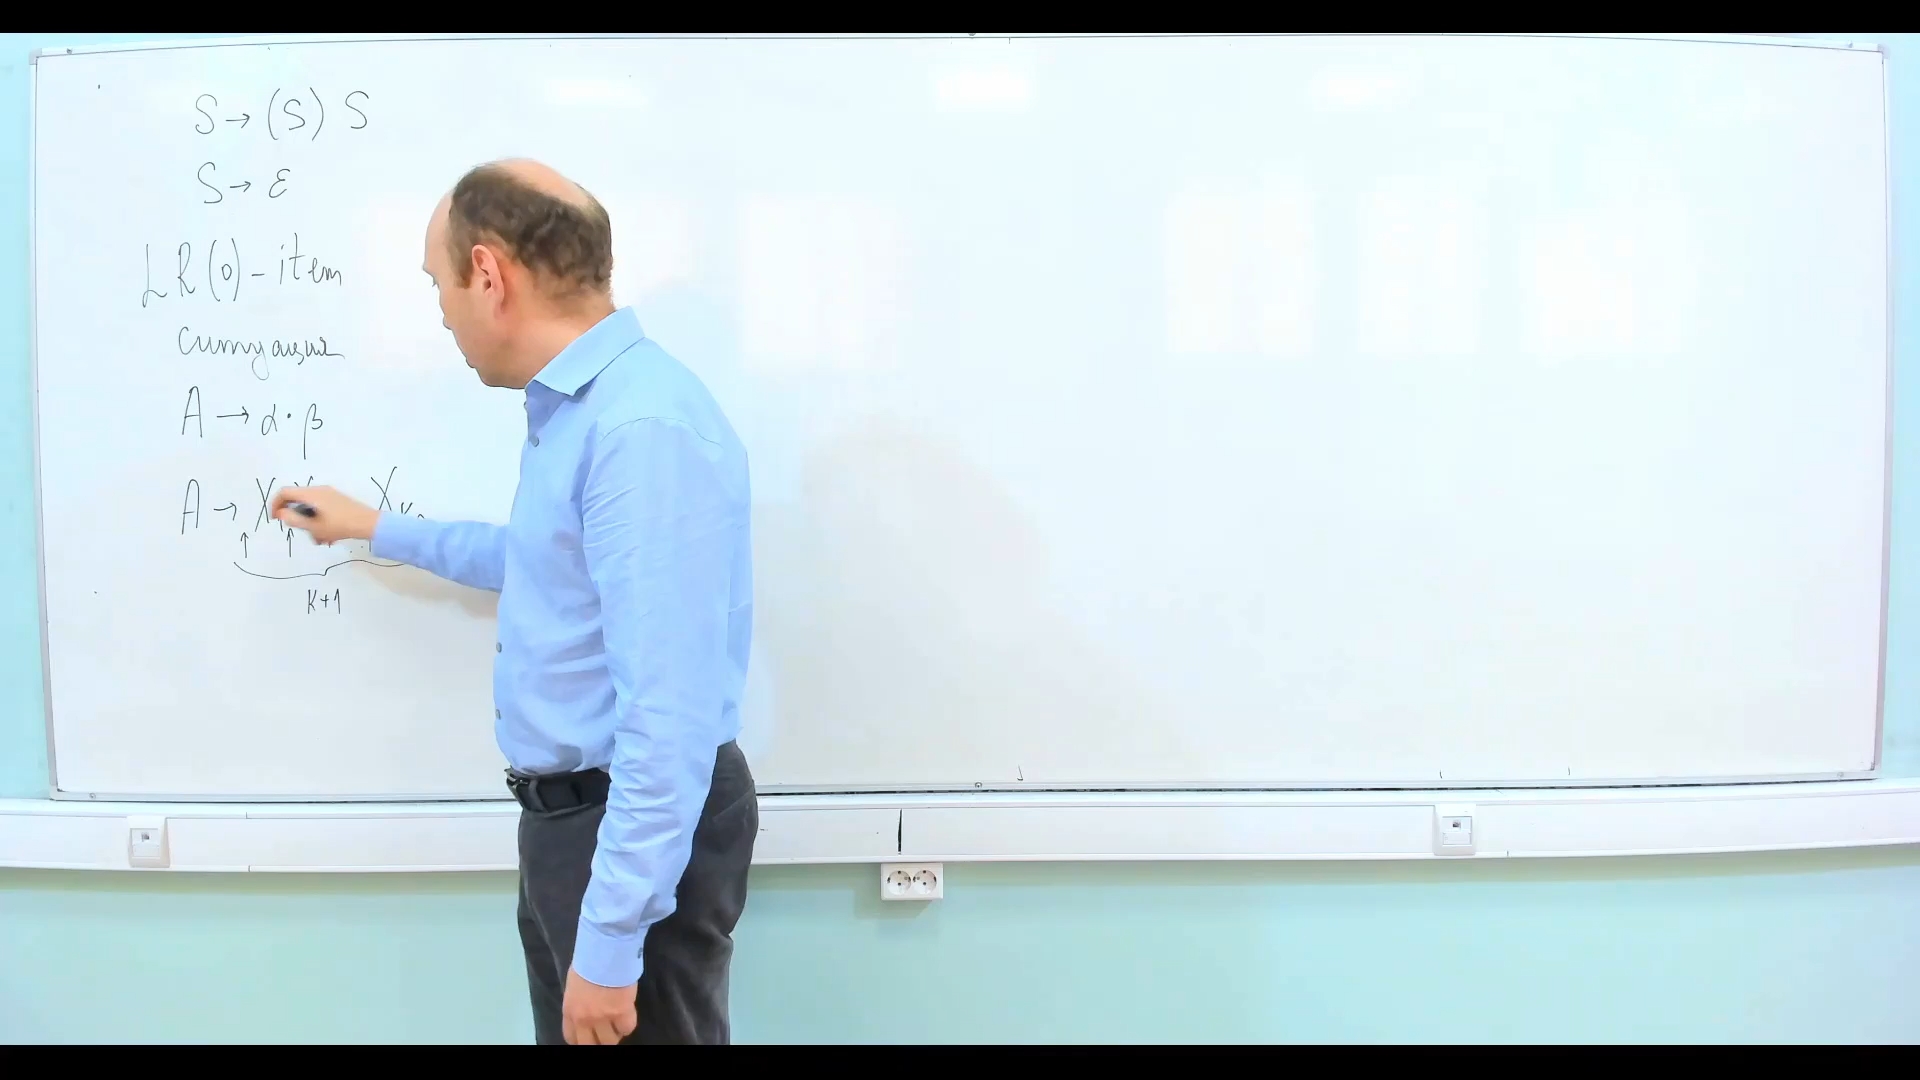 S → (S) S
S → ε
LR(0) - item
ситуация
A → α · β
A → X X
k+1